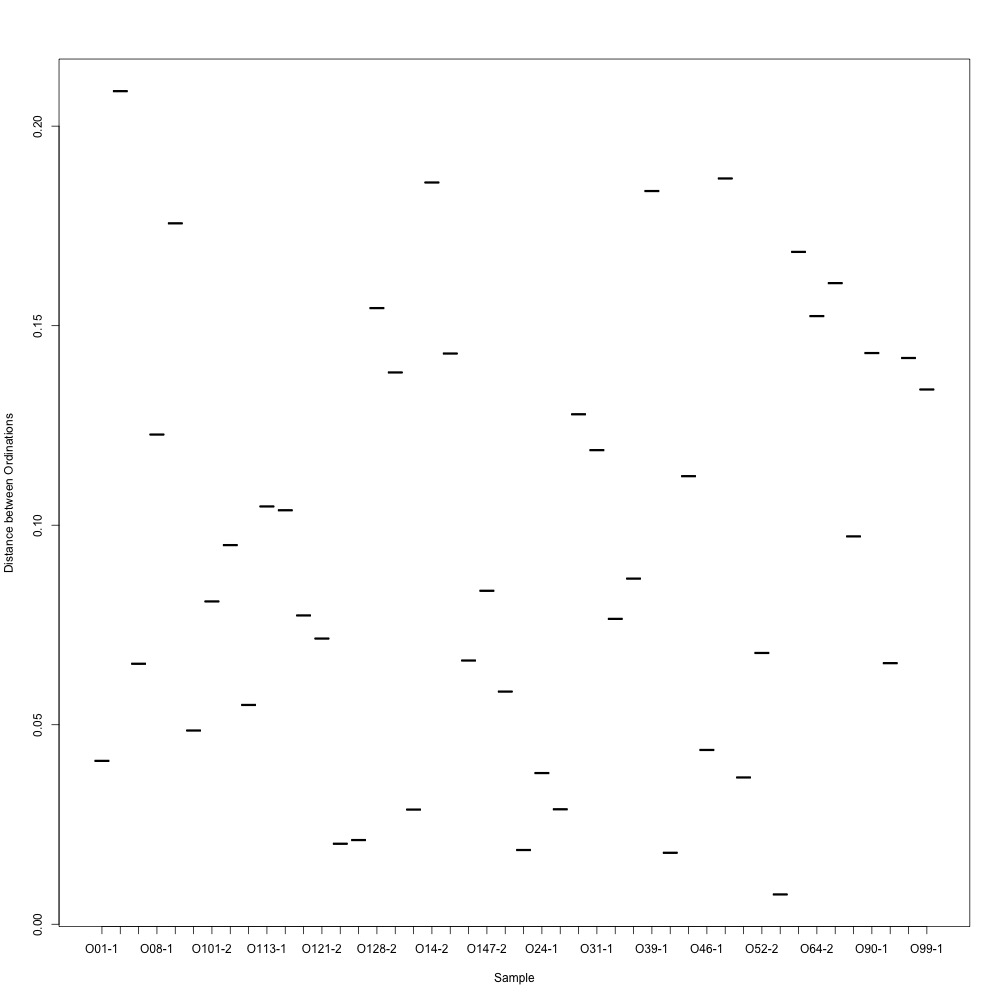 0.20
0.15
0.10
0.05
0.00
Distance between Ordinations
O01-1 O08-1 O101-2 O113-1 O121-2 O128-2 O14-2 O147-2 O24-1 O31-1 O39-1 O46-1 O52-2 O64-2 O90-1 O99-1
Sample